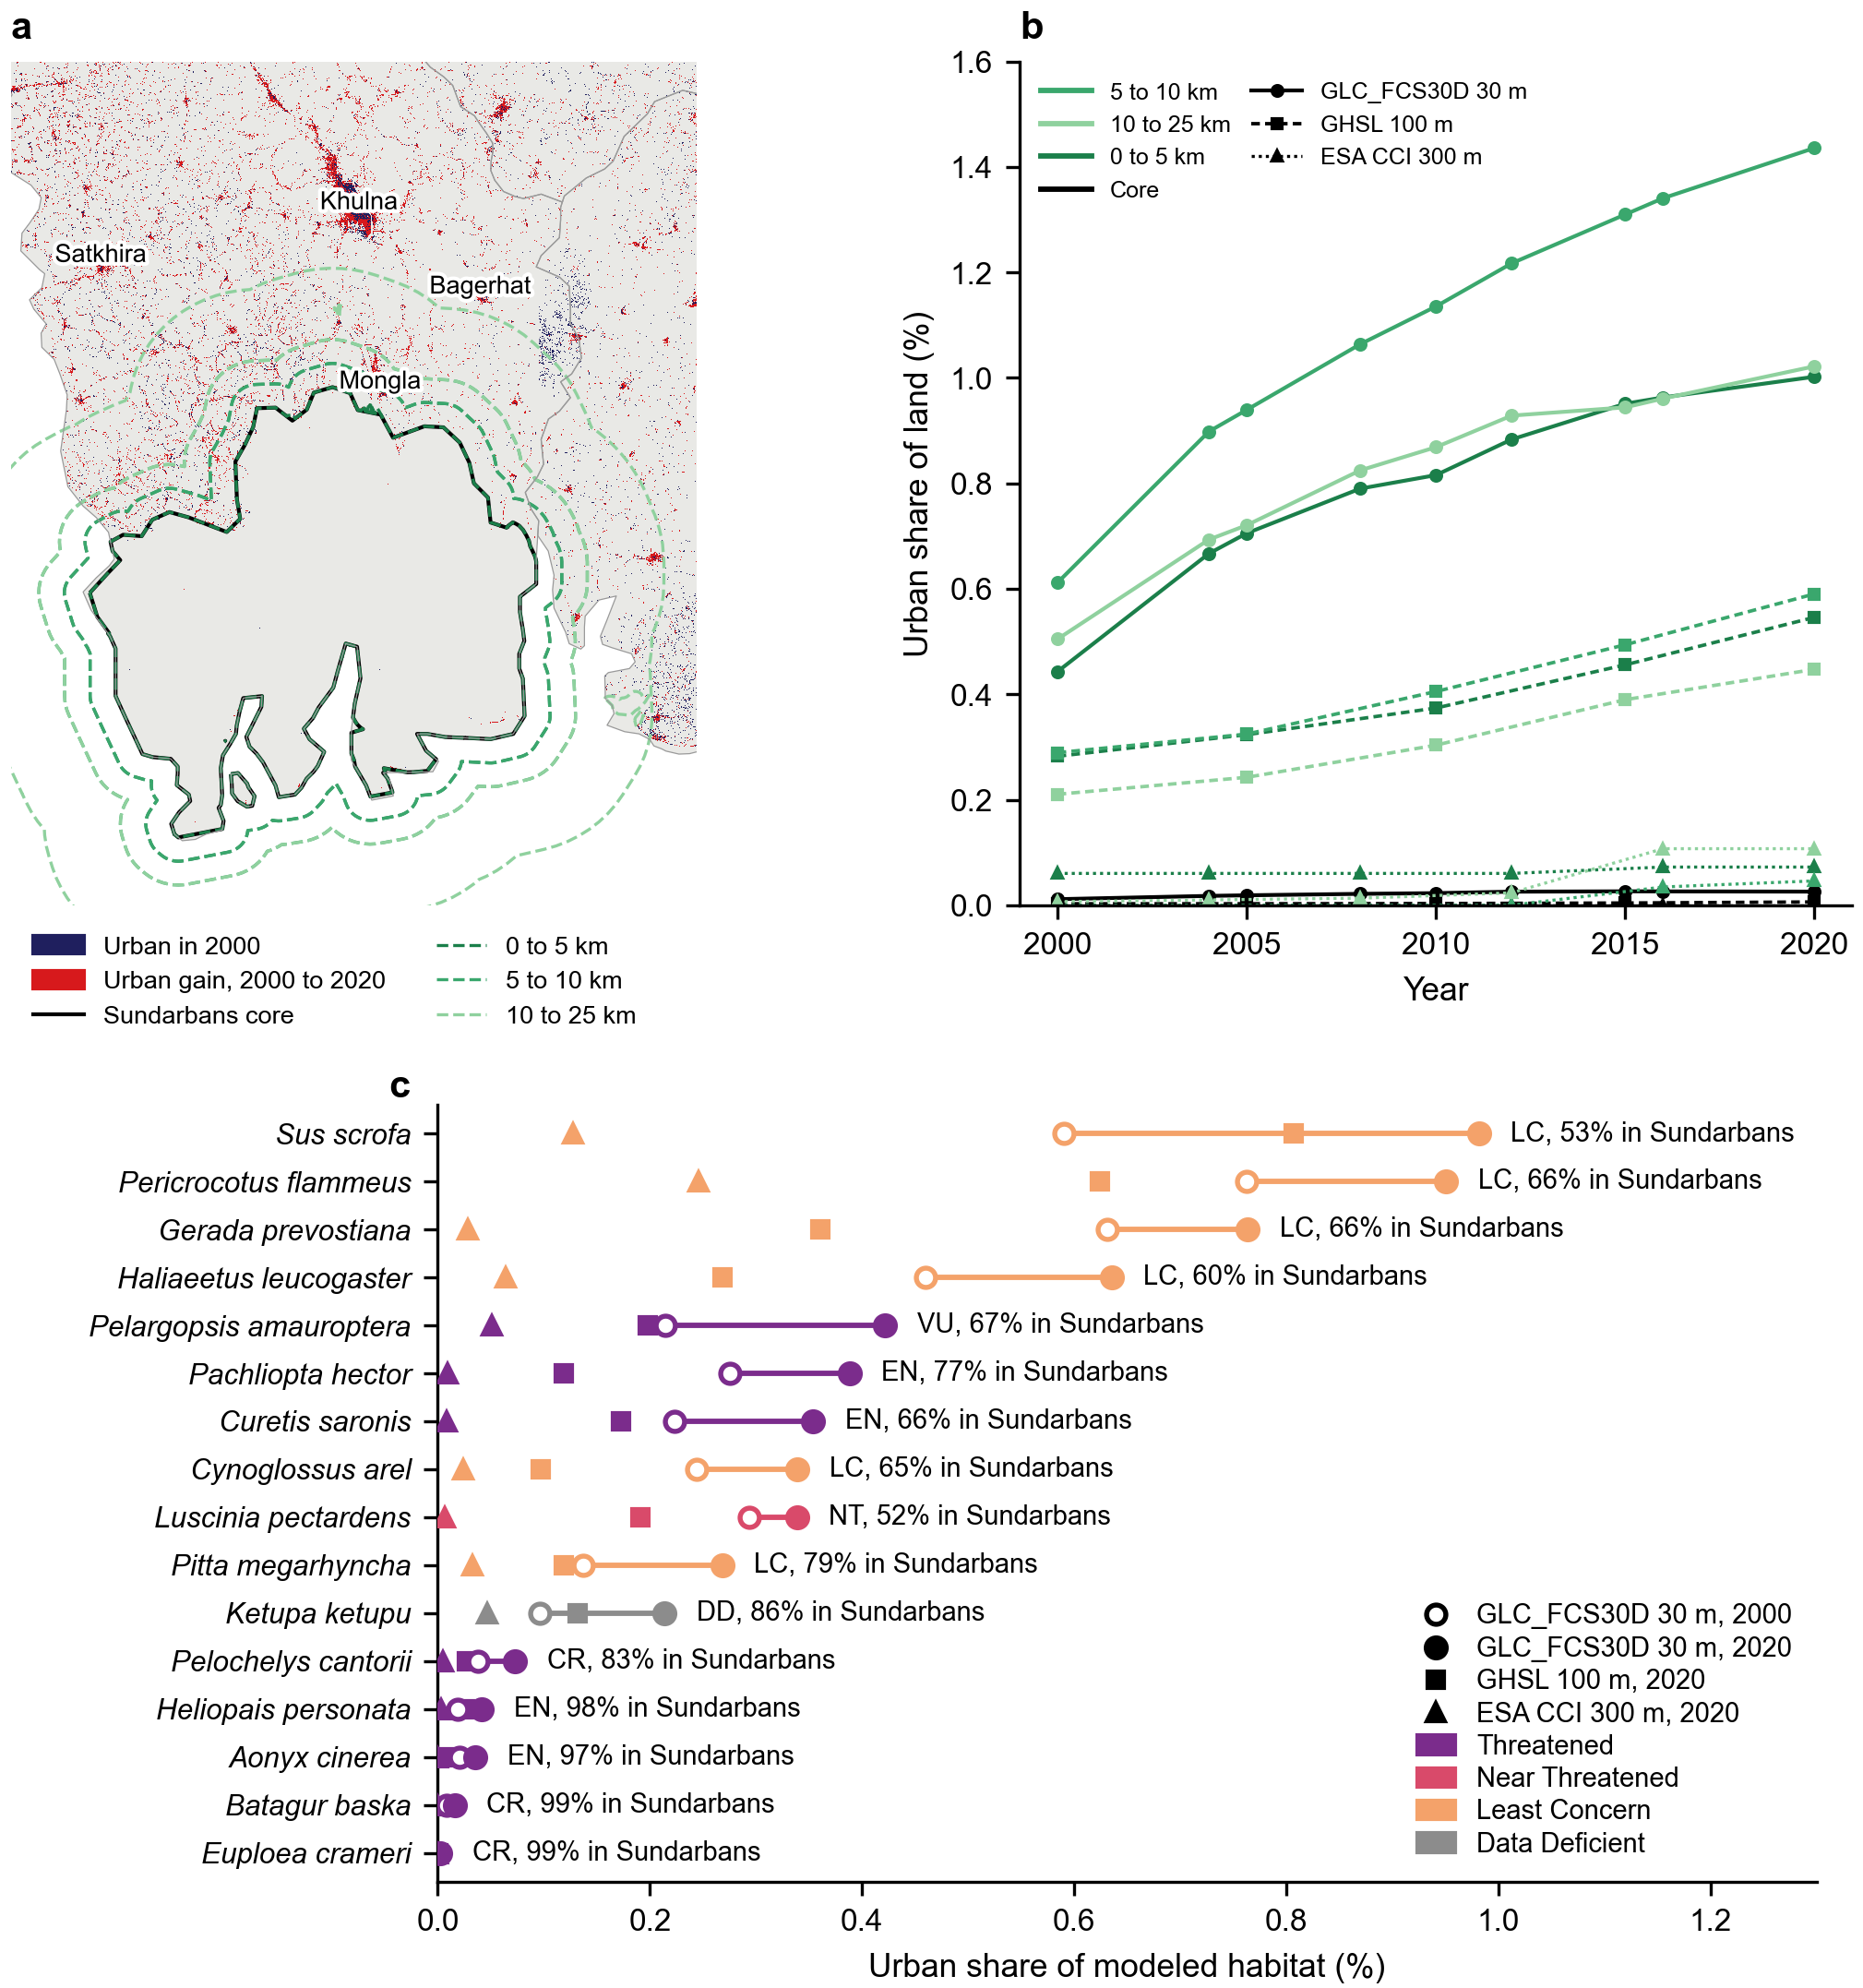 a
Khulna
Satkhira
Bagerhat
Mongla
Urban in 2000
Urban gain, 2000 to 2020
Sundarbans core
0 to 5 km
5 to 10 km
10 to 25 km
b
Urban share of land (%)
1.6
1.4
1.2
1.0
0.8
0.6
0.4
0.2
0.0
5 to 10 km
10 to 25 km
0 to 5 km
Core
GLC_FCS30D 30 m
GHSL 100 m
ESA CCI 300 m
2000 2005 2010 2015 2020
Year
c
Sus scrofa LC, 53% in Sundarbans
Pericrocotus flammeus LC, 66% in Sundarbans
Gerada prevostiana LC, 66% in Sundarbans
Haliaeetus leucogaster LC, 60% in Sundarbans
Pelargopsis amauroptera VU, 67% in Sundarbans
Pachliopta hector EN, 77% in Sundarbans
Curetis saronis EN, 66% in Sundarbans
Cynoglossus arel LC, 65% in Sundarbans
Luscinia pectardens NT, 52% in Sundarbans
Pitta megarhyncha LC, 79% in Sundarbans
Ketupa ketupu DD, 86% in Sundarbans
Pelochelys cantorii CR, 83% in Sundarbans
Heliopais personata EN, 98% in Sundarbans
Aonyx cinerea EN, 97% in Sundarbans
Batagur baska CR, 99% in Sundarbans
Euploea crameri CR, 99% in Sundarbans
GLC_FCS30D 30 m, 2000
GLC_FCS30D 30 m, 2020
GHSL 100 m, 2020
ESA CCI 300 m, 2020
Threatened
Near Threatened
Least Concern
Data Deficient
0.0 0.2 0.4 0.6 0.8 1.0 1.2
Urban share of modeled habitat (%)